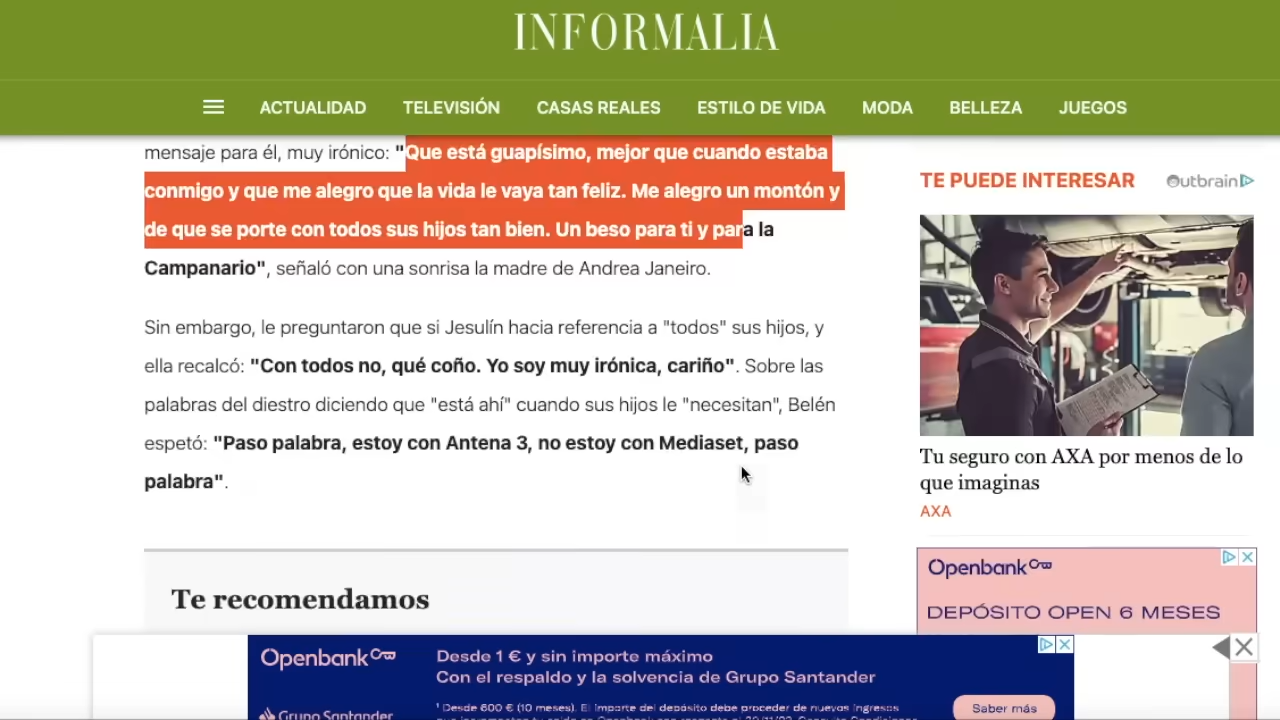 INFORMALIA
ACTUALIDAD TELEVISIÓN CASAS REALES ESTILO DE VIDA MODA BELLEZA JUEGOS
mensaje para él, muy irónico: "Que está guapísimo, mejor que cuando estaba
conmigo y que me alegro que la vida le vaya tan feliz. Me alegro un montón y
de que se porte con todos sus hijos tan bien. Un beso para ti y para la
Campanario", señaló con una sonrisa la madre de Andrea Janeiro.
Sin embargo, le preguntaron que si Jesulín hacia referencia a "todos" sus hijos, y
ella recalcó: "Con todos no, qué coño. Yo soy muy irónica, cariño". Sobre las
palabras del diestro diciendo que "está ahí" cuando sus hijos le "necesitan", Belén
espetó: "Paso palabra, estoy con Antena 3, no estoy con Mediaset, paso
palabra".
Te recomendamos
TE PUEDE INTERESAR
Outbrain
Tu seguro con AXA por menos de lo
que imaginas
AXA
Openbank
DEPÓSITO OPEN 6 MESES
Openbank
Grupo Santander
Desde 1 € y sin importe máximo
Con el respaldo y la solvencia de Grupo Santander
¹ Desde 600 € (10 meses). El importe del depósito debe proceder de nuevos ingresos
Saber más